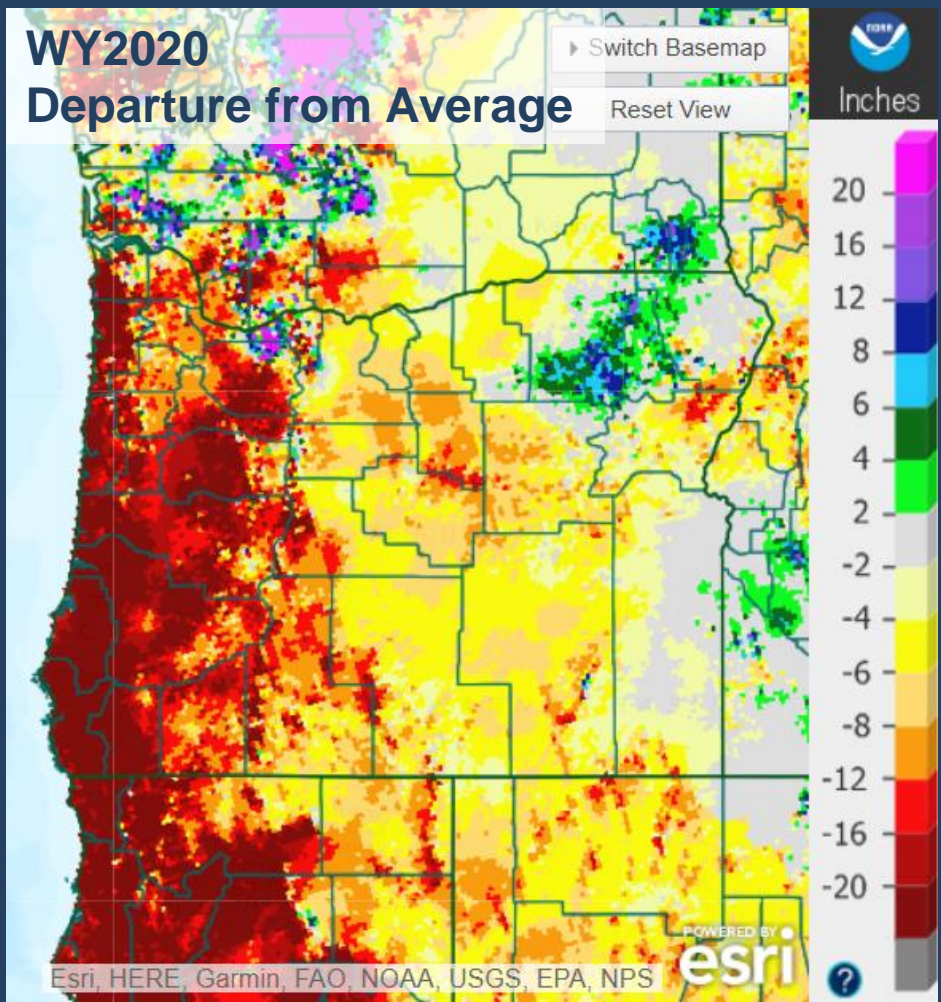 WY2020
Departure from Average
Switch Basemap
Reset View
NOAA
Inches
20
16
12
8
6
4
2
-2
-4
-6
-8
-12
-16
-20
POWERED BY
esri
Esri, HERE, Garmin, FAO, NOAA, USGS, EPA, NPS
?